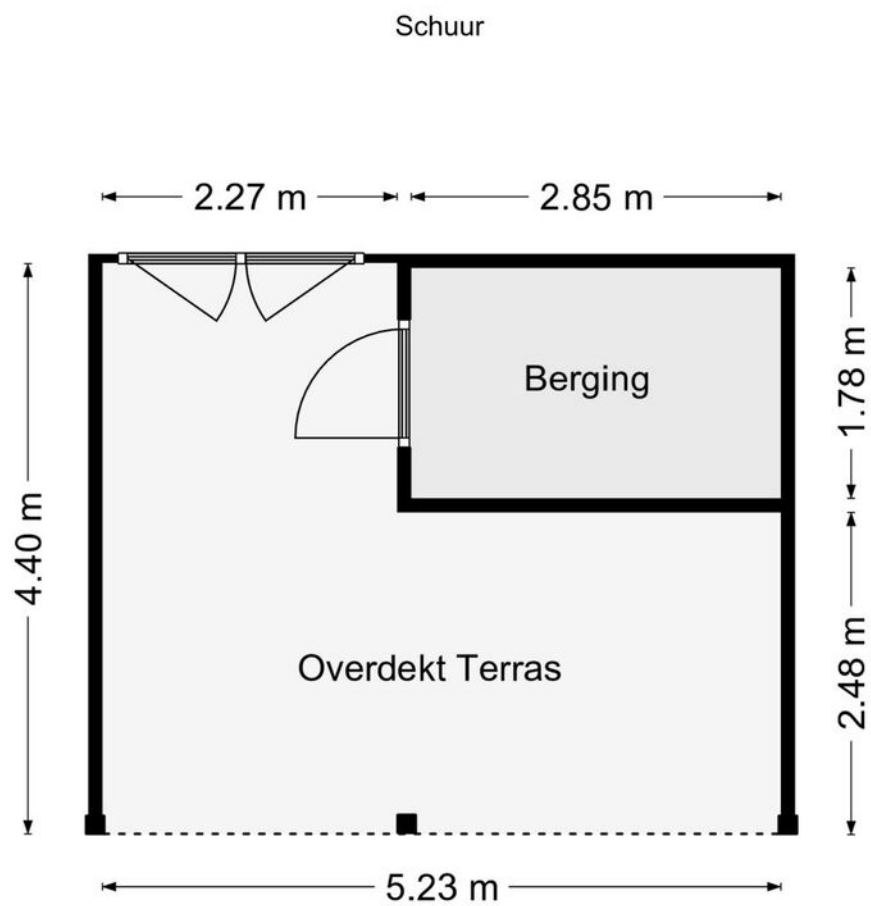 Schuur
2.27 m
2.85 m
Berging
1.78 m
4.40 m
Overdekt Terras
2.48 m
5.23 m